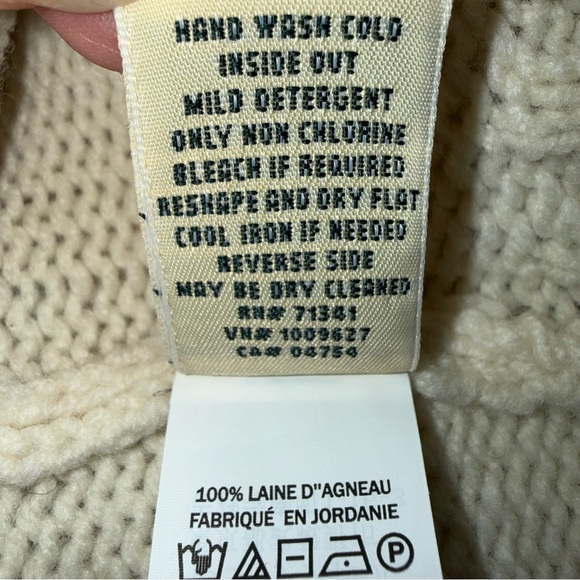 HAND WASH COLD
INSIDE OUT
MILD DETERGENT
ONLY NON CHLORINE
BLEACH IF REQUIRED
RESHAPE AND DRY FLAT
COOL IRON IF NEEDED
REVERSE SIDE
MAY BE DRY CLEANED
RN# 71341
VN# 1009627
CA# 04754
100% LAINE D"AGNEAU
FABRIQUÉ EN JORDANIE
P